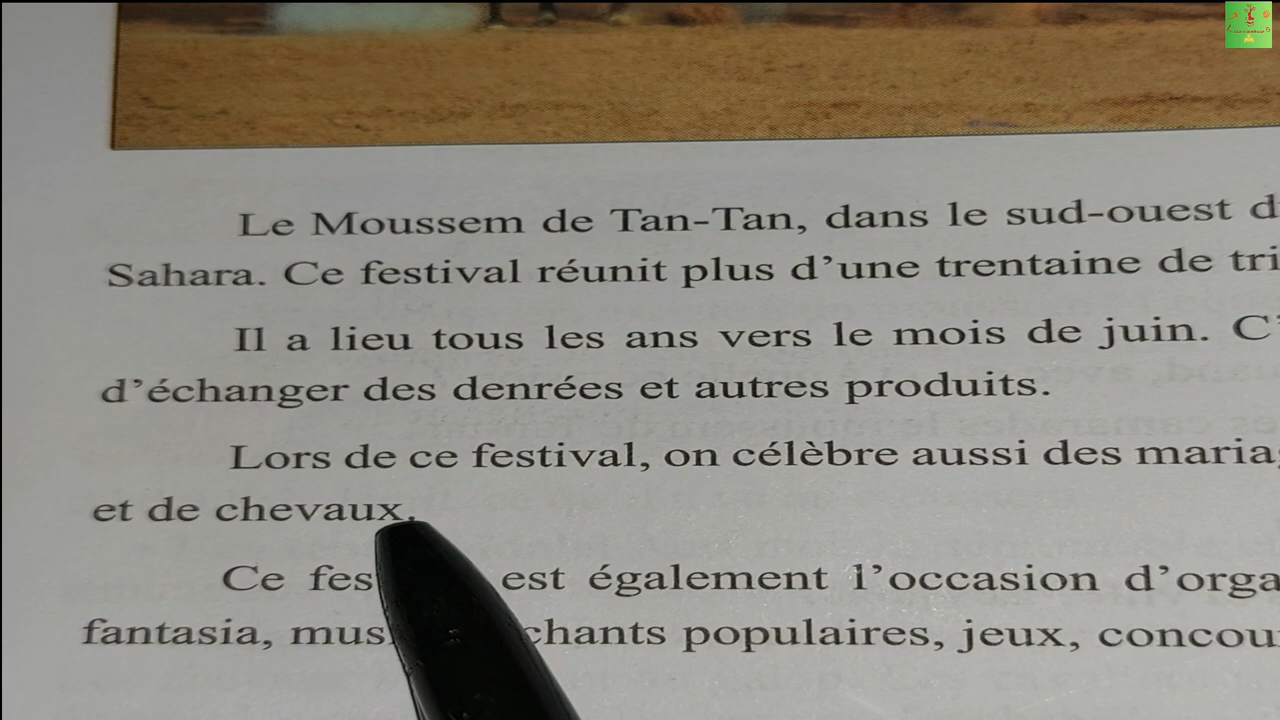 Le Moussem de Tan-Tan, dans le sud-ouest
Sahara. Ce festival réunit plus d’une trentaine de
Il a lieu tous les ans vers le mois de juin.
d’échanger des denrées et autres produits.
Lors de ce festival, on célèbre aussi des
et de chevaux.
Ce est également l’occasion
fantasia, chants populaires, jeux,